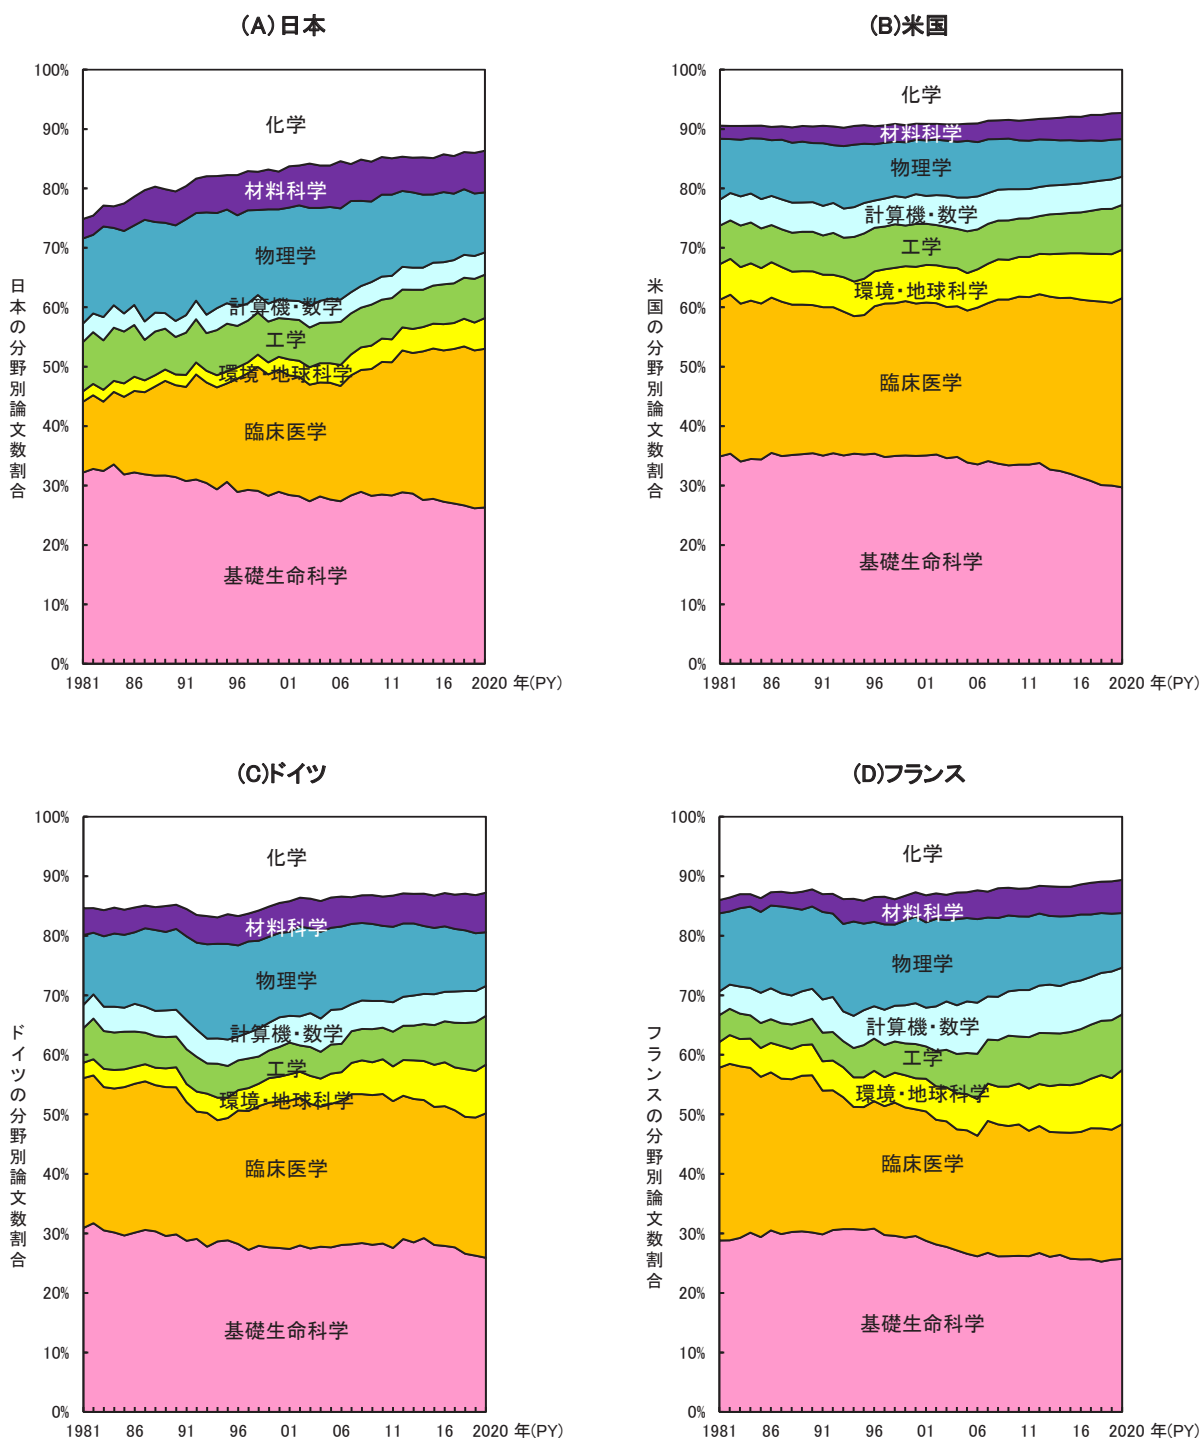 (A)日本
100%
90%
80%
70%
60%
50%
40%
30%
20%
10%
0%
日本の分野別論文数割合
化学
材料科学
物理学
計算機・数学
工学
環境・地球科学
臨床医学
基礎生命科学
1981 86 91 96 01 06 11 16 2020 年(PY)
(B)米国
100%
90%
80%
70%
60%
50%
40%
30%
20%
10%
0%
米国の分野別論文数割合
化学
材料科学
物理学
計算機・数学
工学
環境・地球科学
臨床医学
基礎生命科学
1981 86 91 96 01 06 11 16 2020 年(PY)
(C)ドイツ
100%
90%
80%
70%
60%
50%
40%
30%
20%
10%
0%
ドイツの分野別論文数割合
化学
材料科学
物理学
計算機・数学
工学
環境・地球科学
臨床医学
基礎生命科学
1981 86 91 96 01 06 11 16 2020 年(PY)
(D)フランス
100%
90%
80%
70%
60%
50%
40%
30%
20%
10%
0%
フランスの分野別論文数割合
化学
材料科学
物理学
計算機・数学
工学
環境・地球科学
臨床医学
基礎生命科学
1981 86 91 96 01 06 11 16 2020 年(PY)